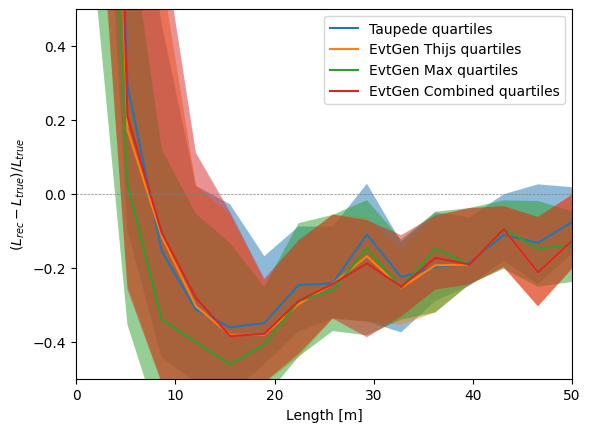 Taupede quartiles
EvtGen Thijs quartiles
EvtGen Max quartiles
EvtGen Combined quartiles
0.4
0.2
0.0
−0.2
−0.4
(L_rec − L_true)/L_true
0 10 20 30 40 50
Length [m]